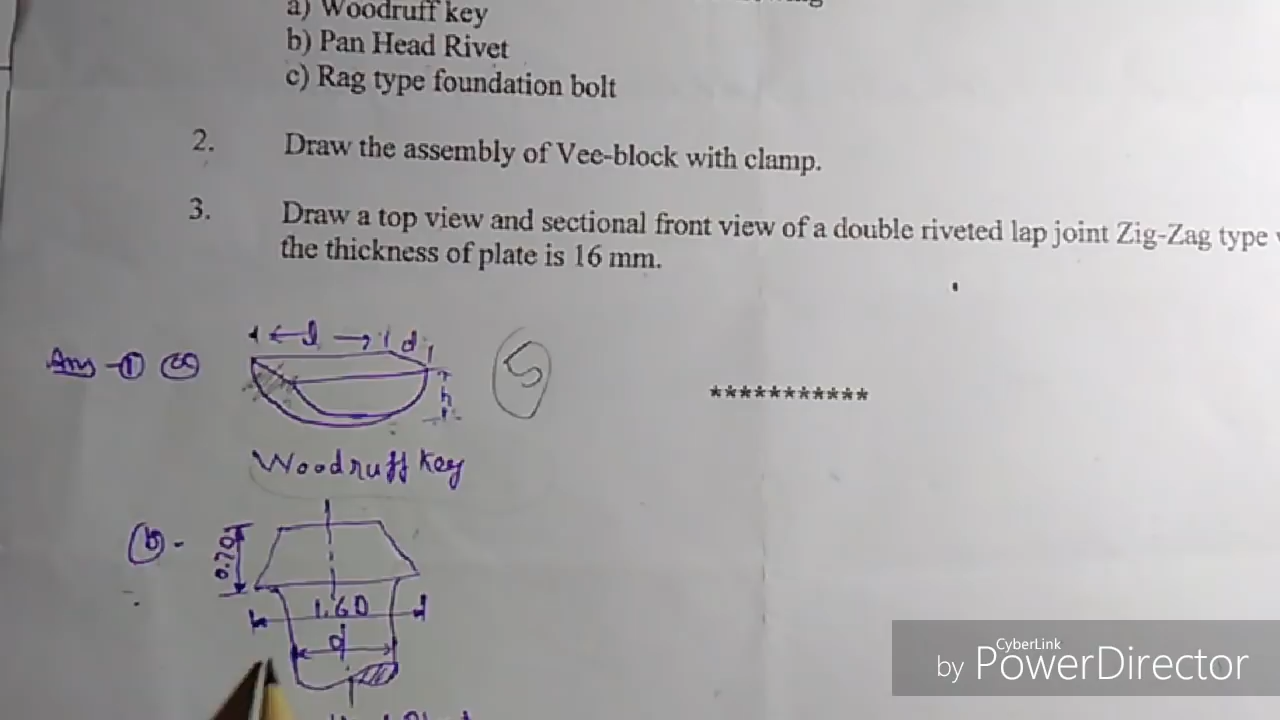 a) Woodruff key
b) Pan Head Rivet
c) Rag type foundation bolt
2. Draw the assembly of Vee-block with clamp.
3. Draw a top view and sectional front view of a double riveted lap joint Zig-Zag type
the thickness of plate is 16 mm.
***********
Ans - 1 a
l d
h
5
Woodruff Key
(b) -
0.7D
1.6D
d
CyberLink
by PowerDirector